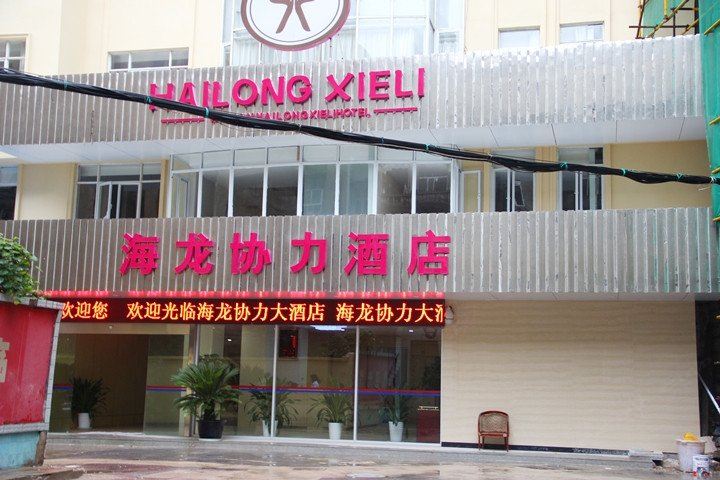 HAILONG XIELI
HAILONGXIELIHOTEL
海龙协力酒店
欢迎您 欢迎光临海龙协力大酒店 海龙协力大酒
临